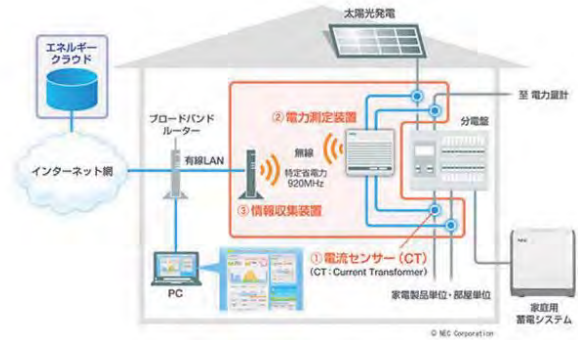 太陽光発電
エネルギー
クラウド
至 電力量計
ブロードバンド
ルーター
②電力測定装置
分電盤
有線LAN
無線
インターネット網
特定省電力
920MHz
③情報収集装置
①電流センサー(CT)
(CT:Current Transformer)
NEC
PC
家電製品単位・部屋単位
家庭用
蓄電システム
© NEC Corporation